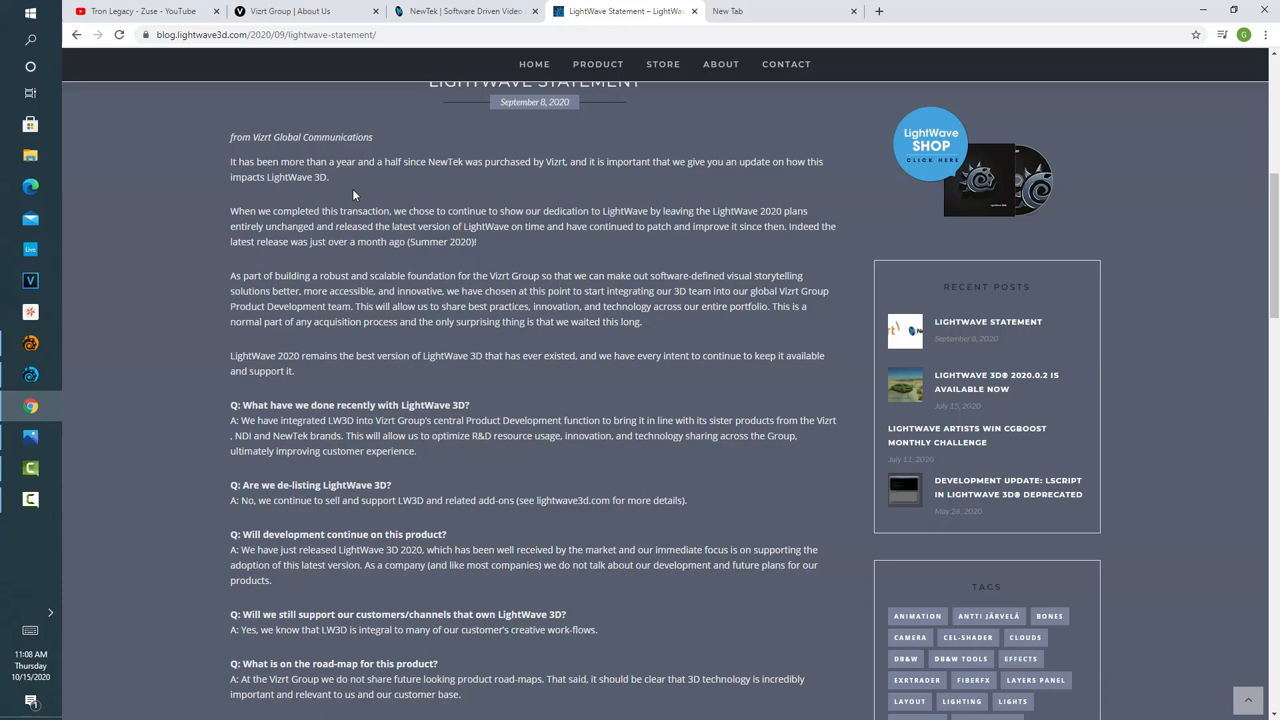 Tron Legacy - Zuse - YouTube
Vizrt Group | About Us
NewTek | Software Driven Video
LightWave Statement – LightWa
New Tab
blog.lightwave3d.com/2020/09/lightwave-statement/
G
HOME PRODUCT STORE ABOUT CONTACT
LIGHTWAVE STATEMENT
September 8, 2020
from Vizrt Global Communications
It has been more than a year and a half since NewTek was purchased by Vizrt, and it is important that we give you an update on how this
impacts LightWave 3D.
When we completed this transaction, we chose to continue to show our dedication to LightWave by leaving the LightWave 2020 plans
entirely unchanged and released the latest version of LightWave on time and have continued to patch and improve it since then. Indeed the
latest release was just over a month ago (Summer 2020)!
As part of building a robust and scalable foundation for the Vizrt Group so that we can make out software-defined visual storytelling
solutions better, more accessible, and innovative, we have chosen at this point to start integrating our 3D team into our global Vizrt Group
Product Development team. This will allow us to share best practices, innovation, and technology across our entire portfolio. This is a
normal part of any acquisition process and the only surprising thing is that we waited this long.
LightWave 2020 remains the best version of LightWave 3D that has ever existed, and we have every intent to continue to keep it available
and support it.
Q: What have we done recently with LightWave 3D?
A: We have integrated LW3D into Vizrt Group's central Product Development function to bring it in line with its sister products from the Vizrt
, NDI and NewTek brands. This will allow us to optimize R&D resource usage, innovation, and technology sharing across the Group,
ultimately improving customer experience.
Q: Are we de-listing LightWave 3D?
A: No, we continue to sell and support LW3D and related add-ons (see lightwave3d.com for more details).
Q: Will development continue on this product?
A: We have just released LightWave 3D 2020, which has been well received by the market and our immediate focus is on supporting the
adoption of this latest version. As a company (and like most companies) we do not talk about our development and future plans for our
products.
Q: Will we still support our customers/channels that own LightWave 3D?
A: Yes, we know that LW3D is integral to many of our customer's creative work-flows.
Q: What is on the road-map for this product?
A: At the Vizrt Group we do not share future looking product road-maps. That said, it should be clear that 3D technology is incredibly
important and relevant to us and our customer base.
LightWave
SHOP
CLICK HERE
RECENT POSTS
LIGHTWAVE STATEMENT
September 8, 2020
LIGHTWAVE 3D® 2020.0.2 IS
AVAILABLE NOW
July 15, 2020
LIGHTWAVE ARTISTS WIN CGBOOST
MONTHLY CHALLENGE
July 11, 2020
DEVELOPMENT UPDATE: LSCRIPT
IN LIGHTWAVE 3D® DEPRECATED
May 26, 2020
TAGS
ANIMATION ANTTI JÄRVELÄ BONES
CAMERA CEL-SHADER CLOUDS
DB&W DB&W TOOLS EFFECTS
EXRTRADER FIBERFX LAYERS PANEL
LAYOUT LIGHTING LIGHTS
Live
V
11:08 AM
Thursday
10/15/2020
1